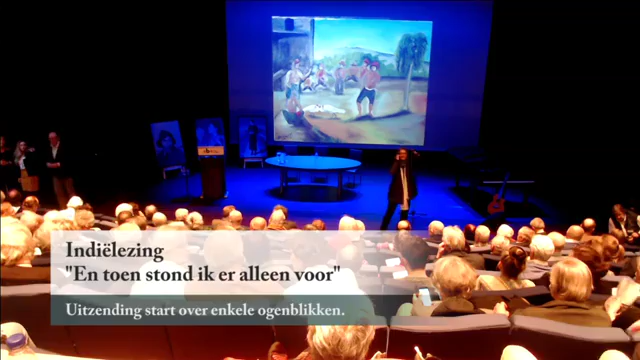 Indiëlezing
"En toen stond ik er alleen voor"
Uitzending start over enkele ogenblikken.